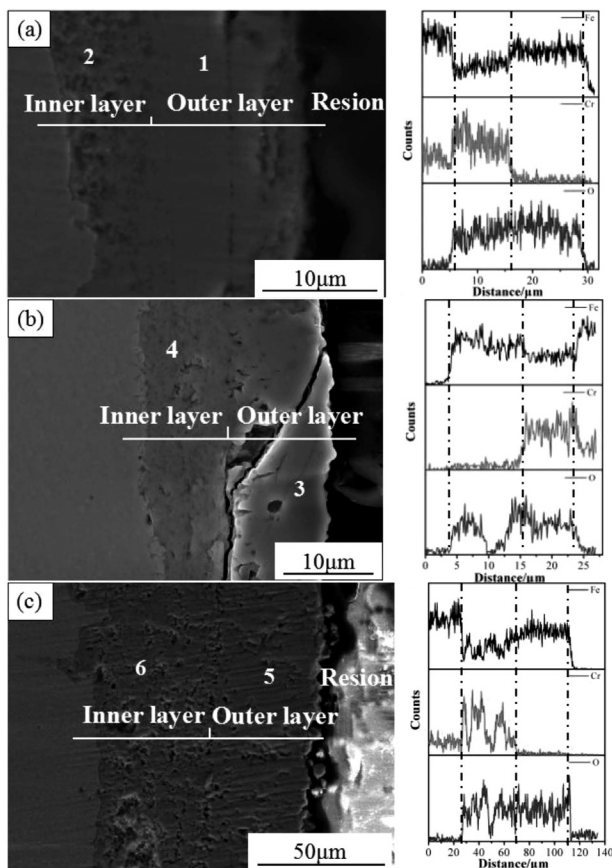 (a)
2
1
Inner layer
Outer layer
Resion
10μm
Fe
Cr
O
Counts
0
10
20
30
Distance/μm
(b)
4
Inner layer
Outer layer
3
10μm
Fe
Cr
O
Counts
0
5
10
15
20
25
Distance/μm
(c)
6
5
Resion
Inner layer
Outer layer
50μm
Fe
Cr
O
Counts
0
20
40
60
80
100
120
140
Distance/μm